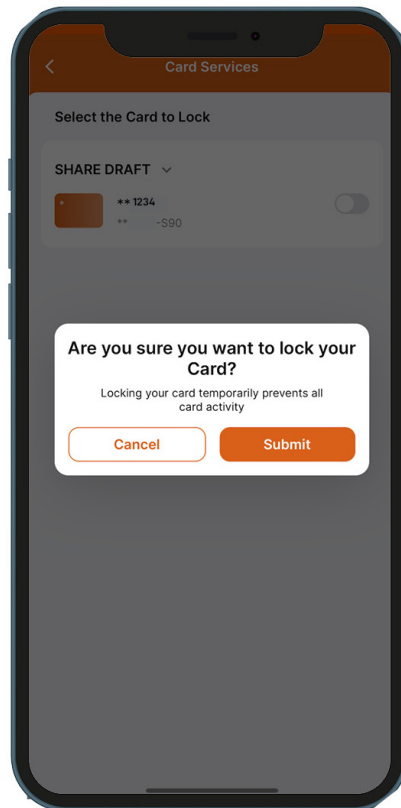 Card Services
Select the Card to Lock
SHARE DRAFT
** 1234
** -S90
Are you sure you want to lock your
Card?
Locking your card temporarily prevents all
card activity
Cancel
Submit